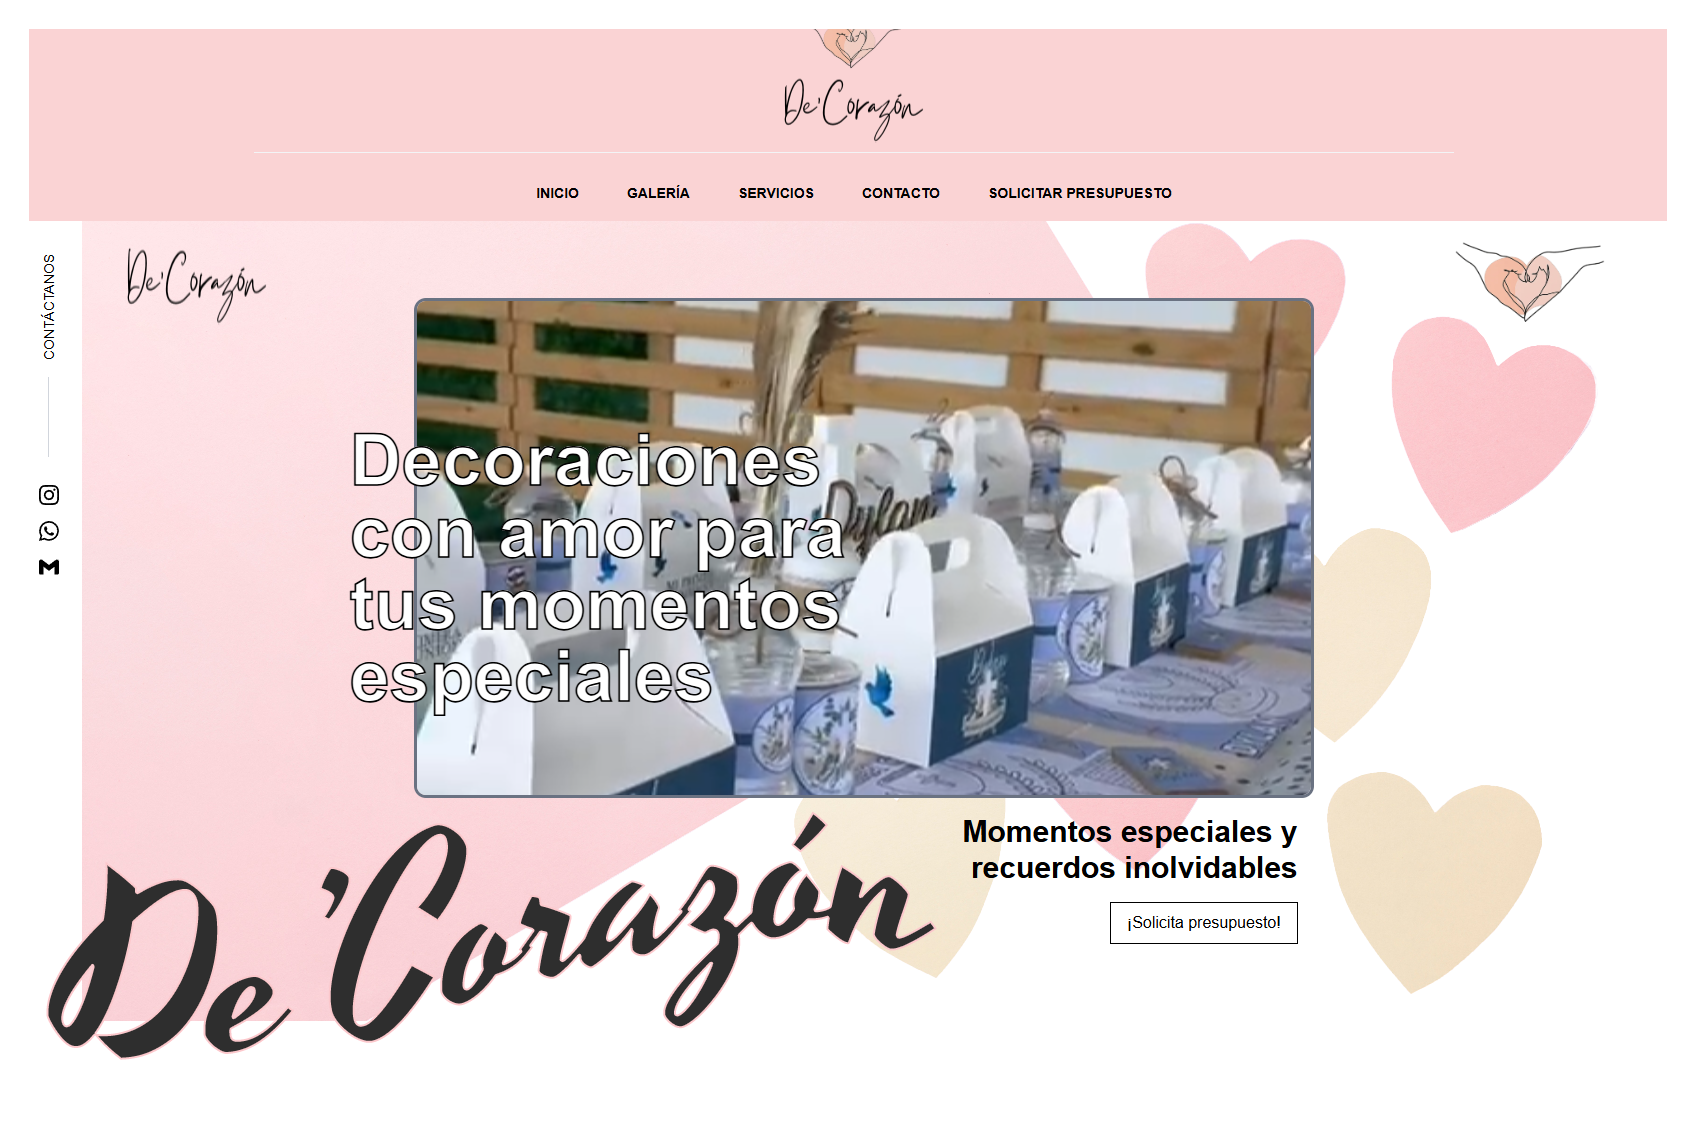 De'Corazón
INICIO
GALERÍA
SERVICIOS
CONTACTO
SOLICITAR PRESUPUESTO
CONTÁCTANOS
De'Corazón
Dylan
Decoraciones
con amor para
tus momentos
especiales
De'Corazón
Momentos especiales y
recuerdos inolvidables
¡Solicita presupuesto!